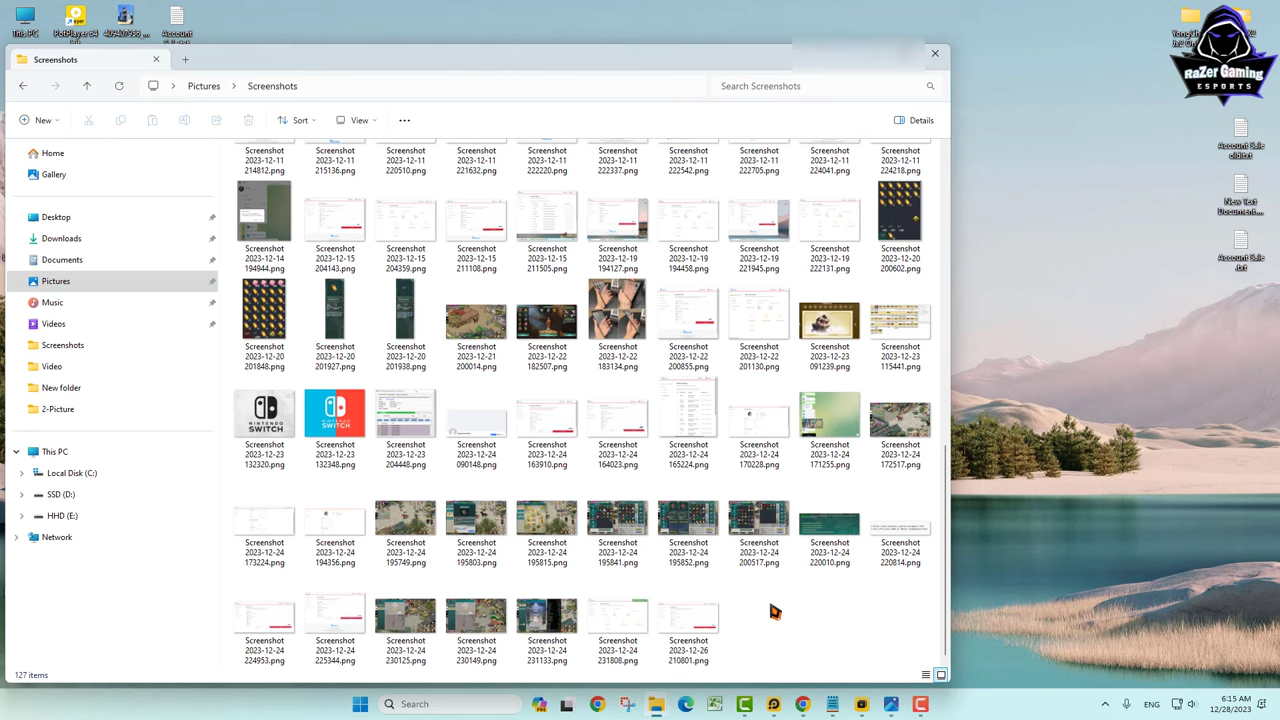 This PC
PotPlayer 64
Account
RaZer Gaming
ESPORTS
Account Sale
New Text
Document....
Account Sale
.txt
Screenshots
Pictures
Screenshots
Search Screenshots
New
Sort
View
Details
Home
Gallery
Desktop
Downloads
Documents
Pictures
Music
Videos
Screenshots
Video
New folder
2-Picture
This PC
Local Disk (C:)
SSD (D:)
HHD (E:)
Network
Screenshot Screenshot Screenshot Screenshot Screenshot Screenshot Screenshot Screenshot Screenshot Screenshot
2023-12-11 2023-12-11 2023-12-11 2023-12-11 2023-12-11 2023-12-11 2023-12-11 2023-12-11 2023-12-11 2023-12-11
214812.png 215136.png 220510.png 221632.png 222220.png 222337.png 222542.png 222705.png 224041.png 224218.png
Screenshot Screenshot Screenshot Screenshot Screenshot Screenshot Screenshot Screenshot Screenshot Screenshot
2023-12-14 2023-12-15 2023-12-15 2023-12-15 2023-12-15 2023-12-19 2023-12-19 2023-12-19 2023-12-19 2023-12-20
194944.png 204143.png 204359.png 211108.png 211505.png 194127.png 194458.png 221945.png 222131.png 200602.png
Screenshot Screenshot Screenshot Screenshot Screenshot Screenshot Screenshot Screenshot Screenshot Screenshot
2023-12-20 2023-12-20 2023-12-20 2023-12-21 2023-12-22 2023-12-22 2023-12-22 2023-12-22 2023-12-23 2023-12-23
201848.png 201927.png 201938.png 200014.png 182507.png 183134.png 200855.png 201130.png 091239.png 115441.png
NINTENDO
SWITCH
NINTENDO
SWITCH
Screenshot Screenshot Screenshot Screenshot Screenshot Screenshot Screenshot Screenshot Screenshot Screenshot
2023-12-23 2023-12-23 2023-12-23 2023-12-24 2023-12-24 2023-12-24 2023-12-24 2023-12-24 2023-12-24 2023-12-24
132320.png 132348.png 204448.png 090148.png 163910.png 164023.png 165224.png 170228.png 171255.png 172517.png
Screenshot Screenshot Screenshot Screenshot Screenshot Screenshot Screenshot Screenshot Screenshot Screenshot
2023-12-24 2023-12-24 2023-12-24 2023-12-24 2023-12-24 2023-12-24 2023-12-24 2023-12-24 2023-12-24 2023-12-24
173224.png 194356.png 195749.png 195803.png 195815.png 195841.png 195852.png 200517.png 220010.png 220814.png
Screenshot Screenshot Screenshot Screenshot Screenshot Screenshot Screenshot
2023-12-24 2023-12-24 2023-12-24 2023-12-24 2023-12-24 2023-12-24 2023-12-26
224953.png 225344.png 230125.png 230149.png 231133.png 231808.png 210801.png
127 items
Search
ENG
6:15 AM
12/28/2023